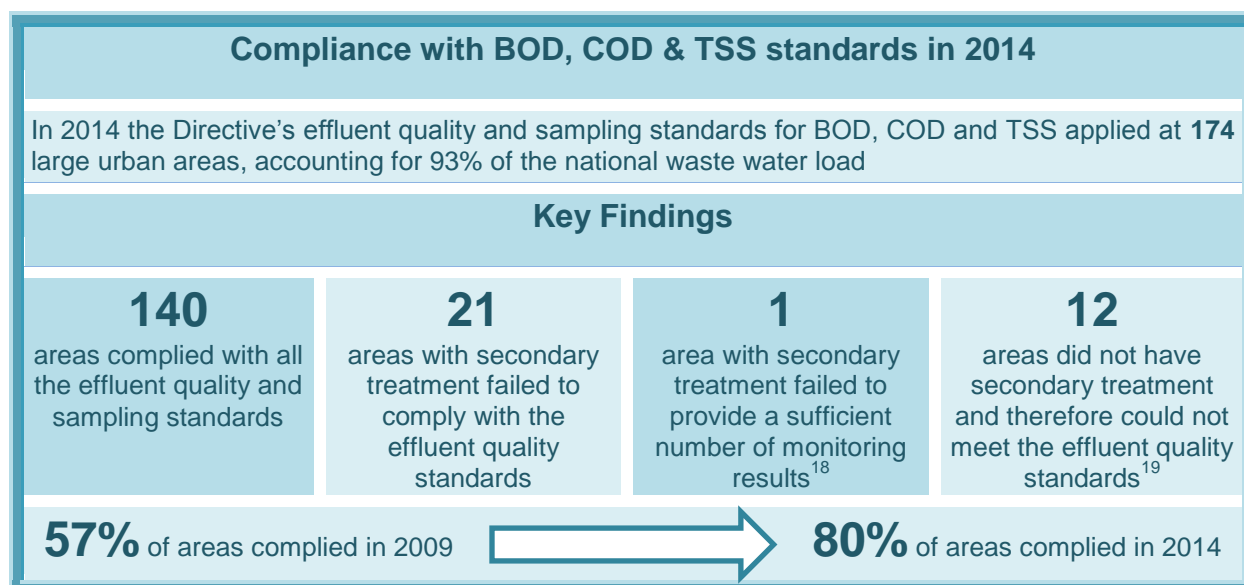 Compliance with BOD, COD & TSS standards in 2014
In 2014 the Directive's effluent quality and sampling standards for BOD, COD and TSS applied at 174
large urban areas, accounting for 93% of the national waste water load
Key Findings
140
areas complied with all
the effluent quality and
sampling standards
21
areas with secondary
treatment failed to
comply with the
effluent quality
standards
1
area with secondary
treatment failed to
provide a sufficient
number of monitoring
results18
12
areas did not have
secondary treatment
and therefore could not
meet the effluent quality
standards19
57% of areas complied in 2009
80% of areas complied in 2014